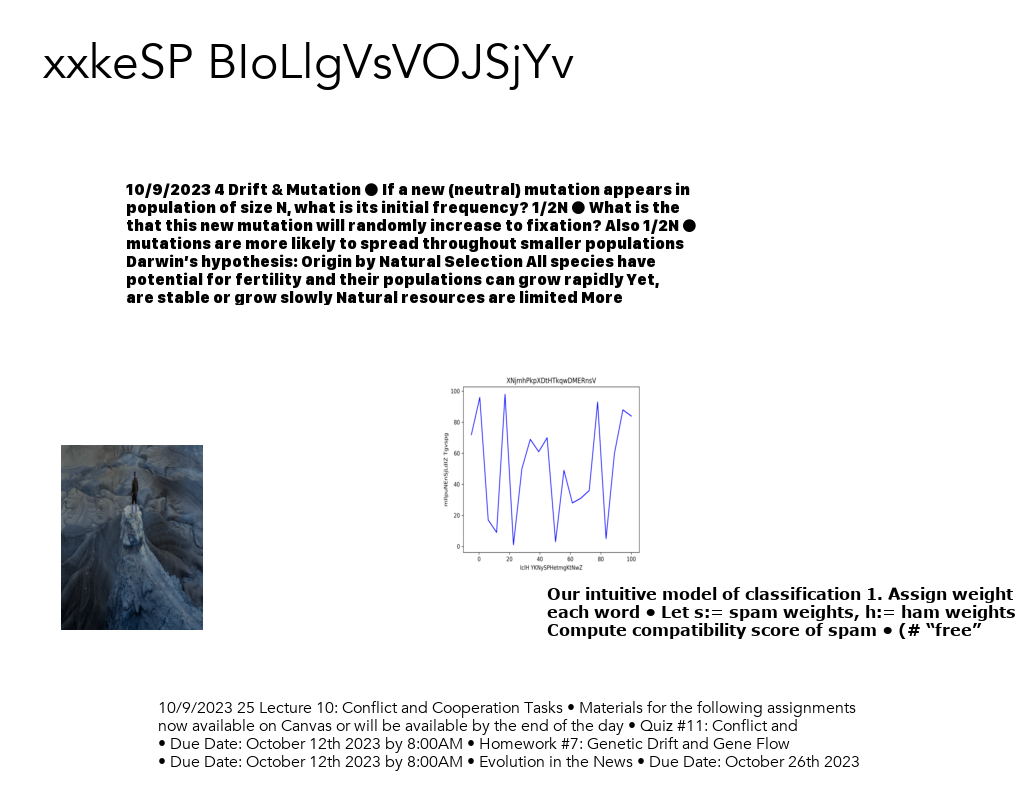 xxkeSP BIoLlgVsVOJSjYv
10/9/2023 4 Drift & Mutation ● If a new (neutral) mutation appears in
population of size N, what is its initial frequency? 1/2N ● What is the
that this new mutation will randomly increase to fixation? Also 1/2N ●
mutations are more likely to spread throughout smaller populations
Darwin’s hypothesis: Origin by Natural Selection All species have
potential for fertility and their populations can grow rapidly Yet,
are stable or grow slowly Natural resources are limited More
XNjmhPkpXDtHTkqwDMERnsV
100
80
60
40
20
0
0 20 40 60 80 100
Our intuitive model of classification 1. Assign weight
each word • Let s:= spam weights, h:= ham weights
Compute compatibility score of spam • (# “free”
10/9/2023 25 Lecture 10: Conflict and Cooperation Tasks • Materials for the following assignments
now available on Canvas or will be available by the end of the day • Quiz #11: Conflict and
• Due Date: October 12th 2023 by 8:00AM • Homework #7: Genetic Drift and Gene Flow
• Due Date: October 12th 2023 by 8:00AM • Evolution in the News • Due Date: October 26th 2023